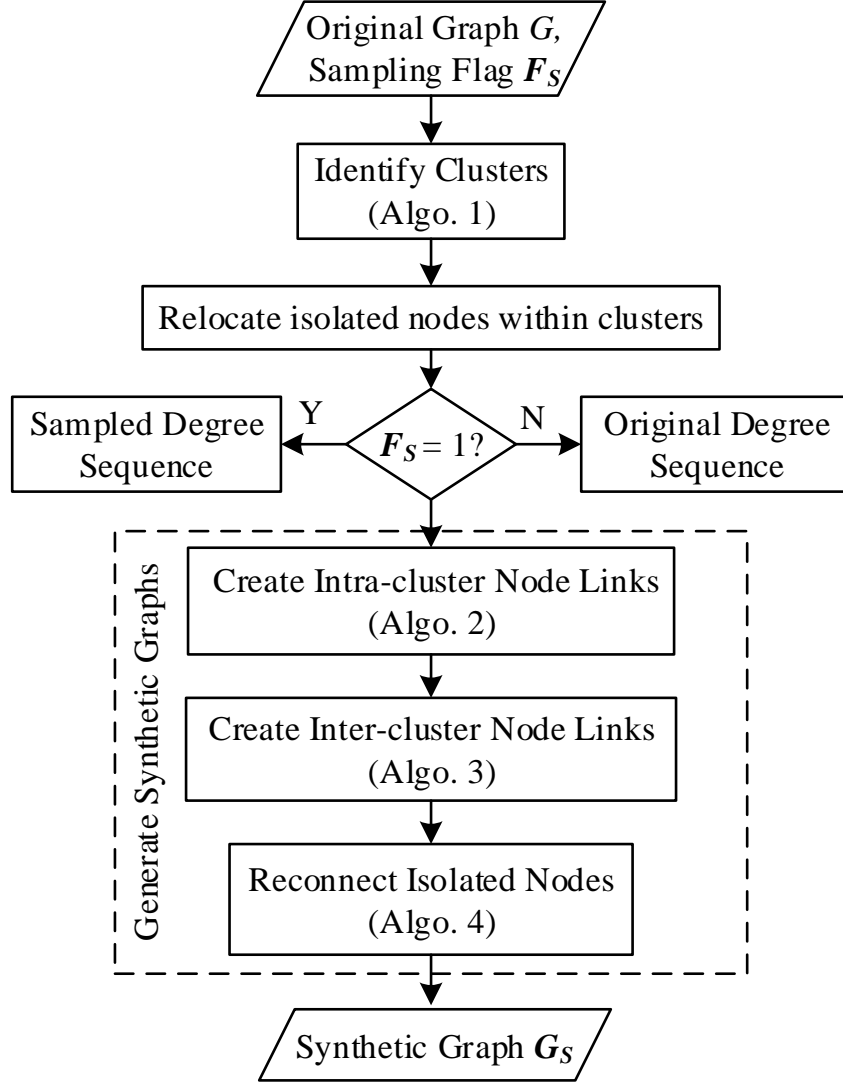 Original Graph G,
Sampling Flag F_S
Identify Clusters
(Algo. 1)
Relocate isolated nodes within clusters
Y
N
Sampled Degree
Sequence
F_S = 1?
Original Degree
Sequence
Generate Synthetic Graphs
Create Intra-cluster Node Links
(Algo. 2)
Create Inter-cluster Node Links
(Algo. 3)
Reconnect Isolated Nodes
(Algo. 4)
Synthetic Graph G_S